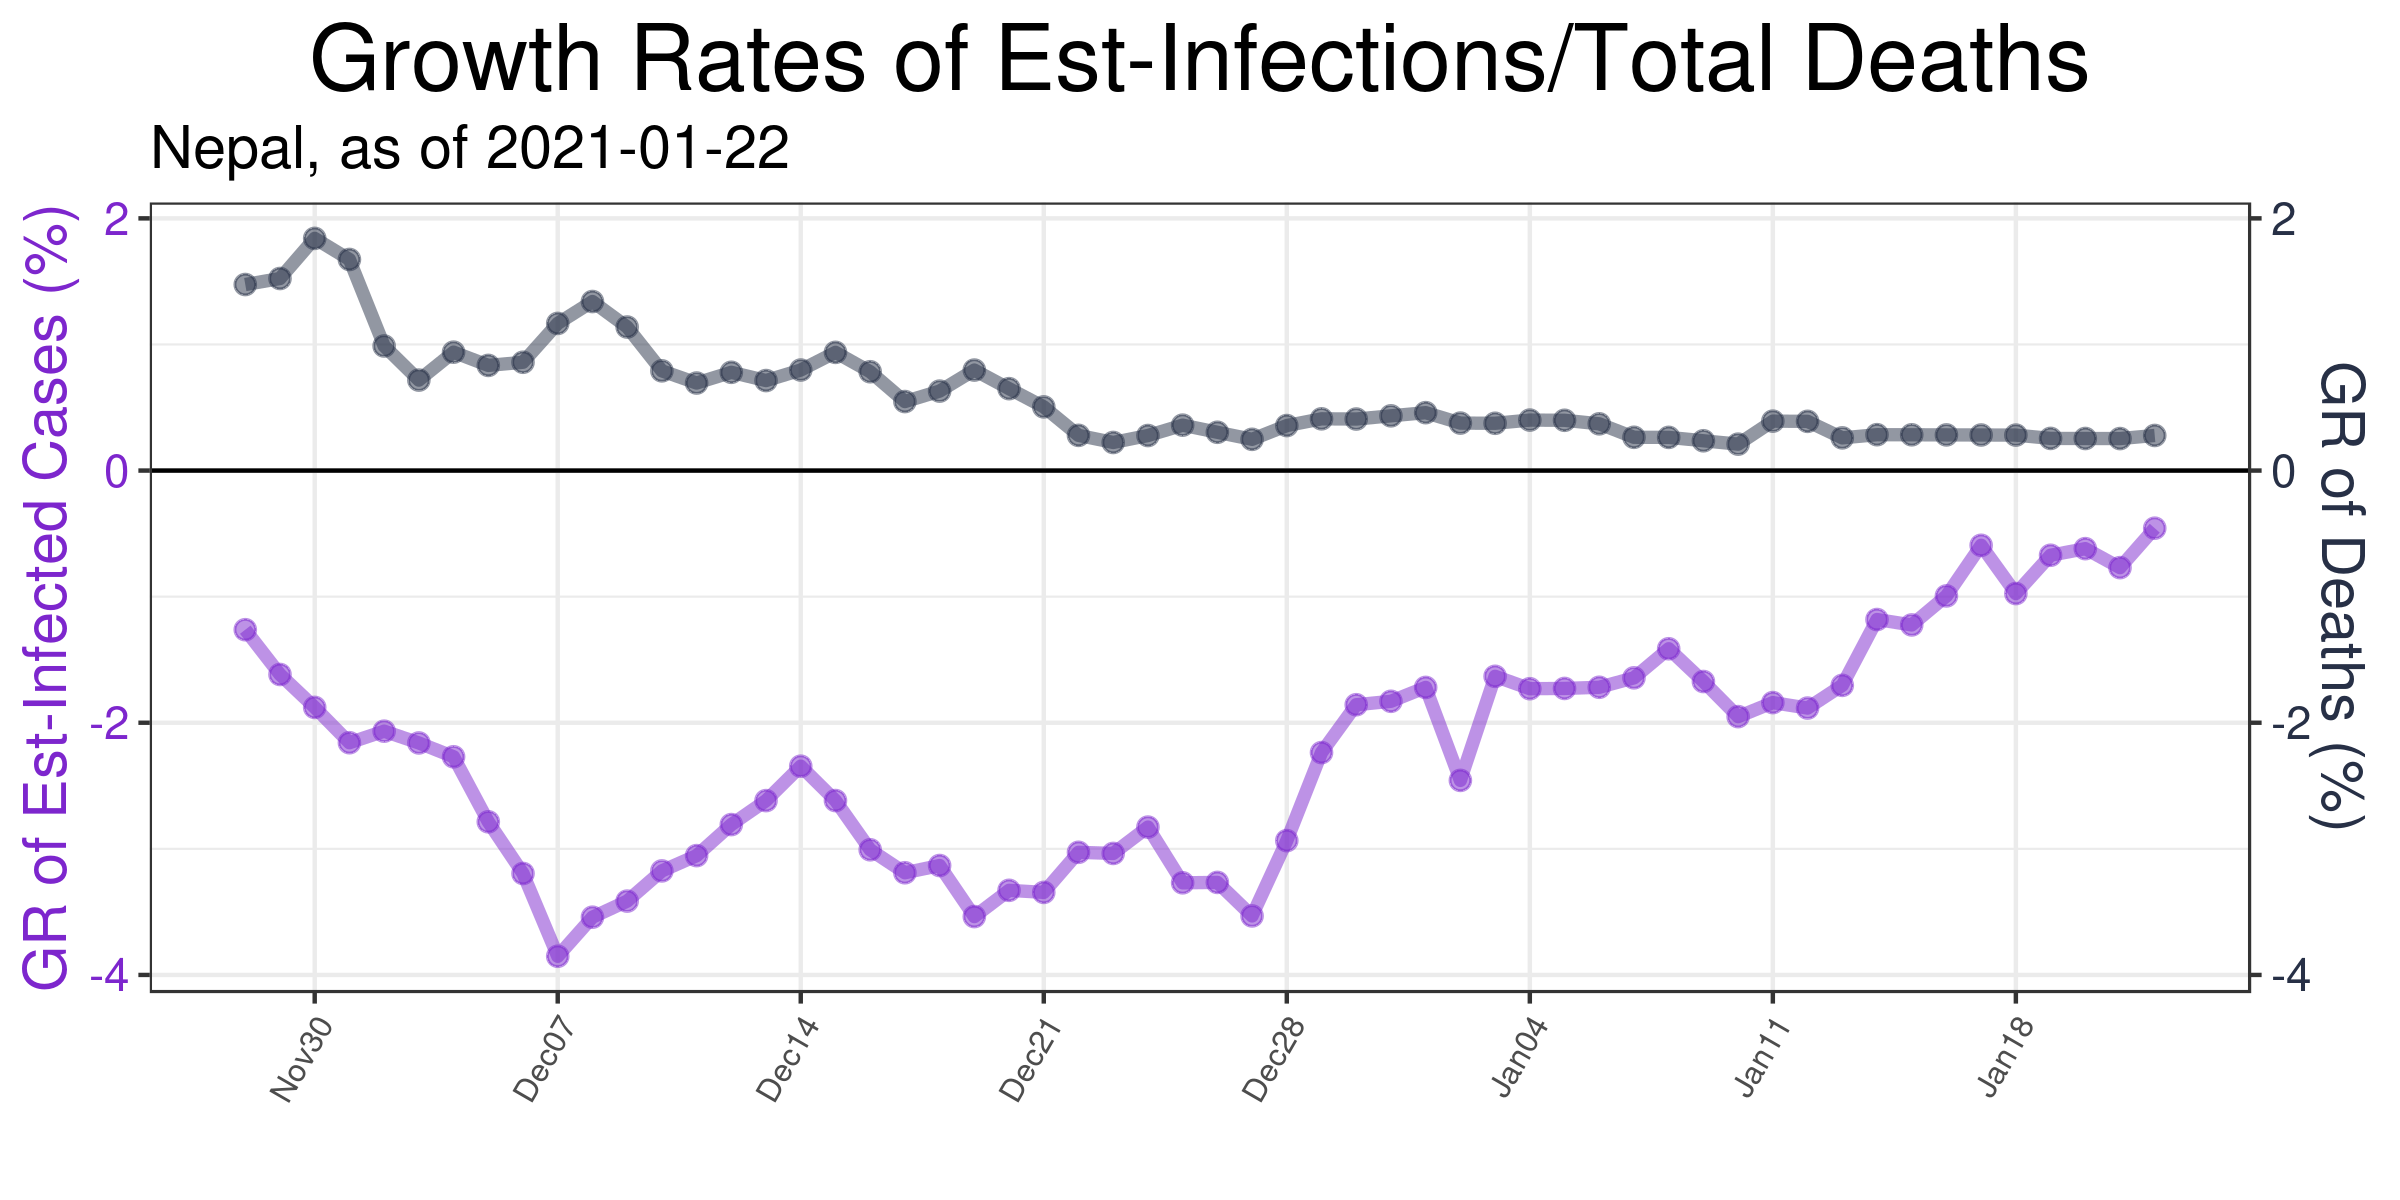 Growth Rates of Est-Infections/Total Deaths
Nepal, as of 2021-01-22
GR of Est-Infected Cases (%)
2
0
-2
-4
2
0
-2
-4
GR of Deaths (%)
Nov30
Dec07
Dec14
Dec21
Dec28
Jan04
Jan11
Jan18